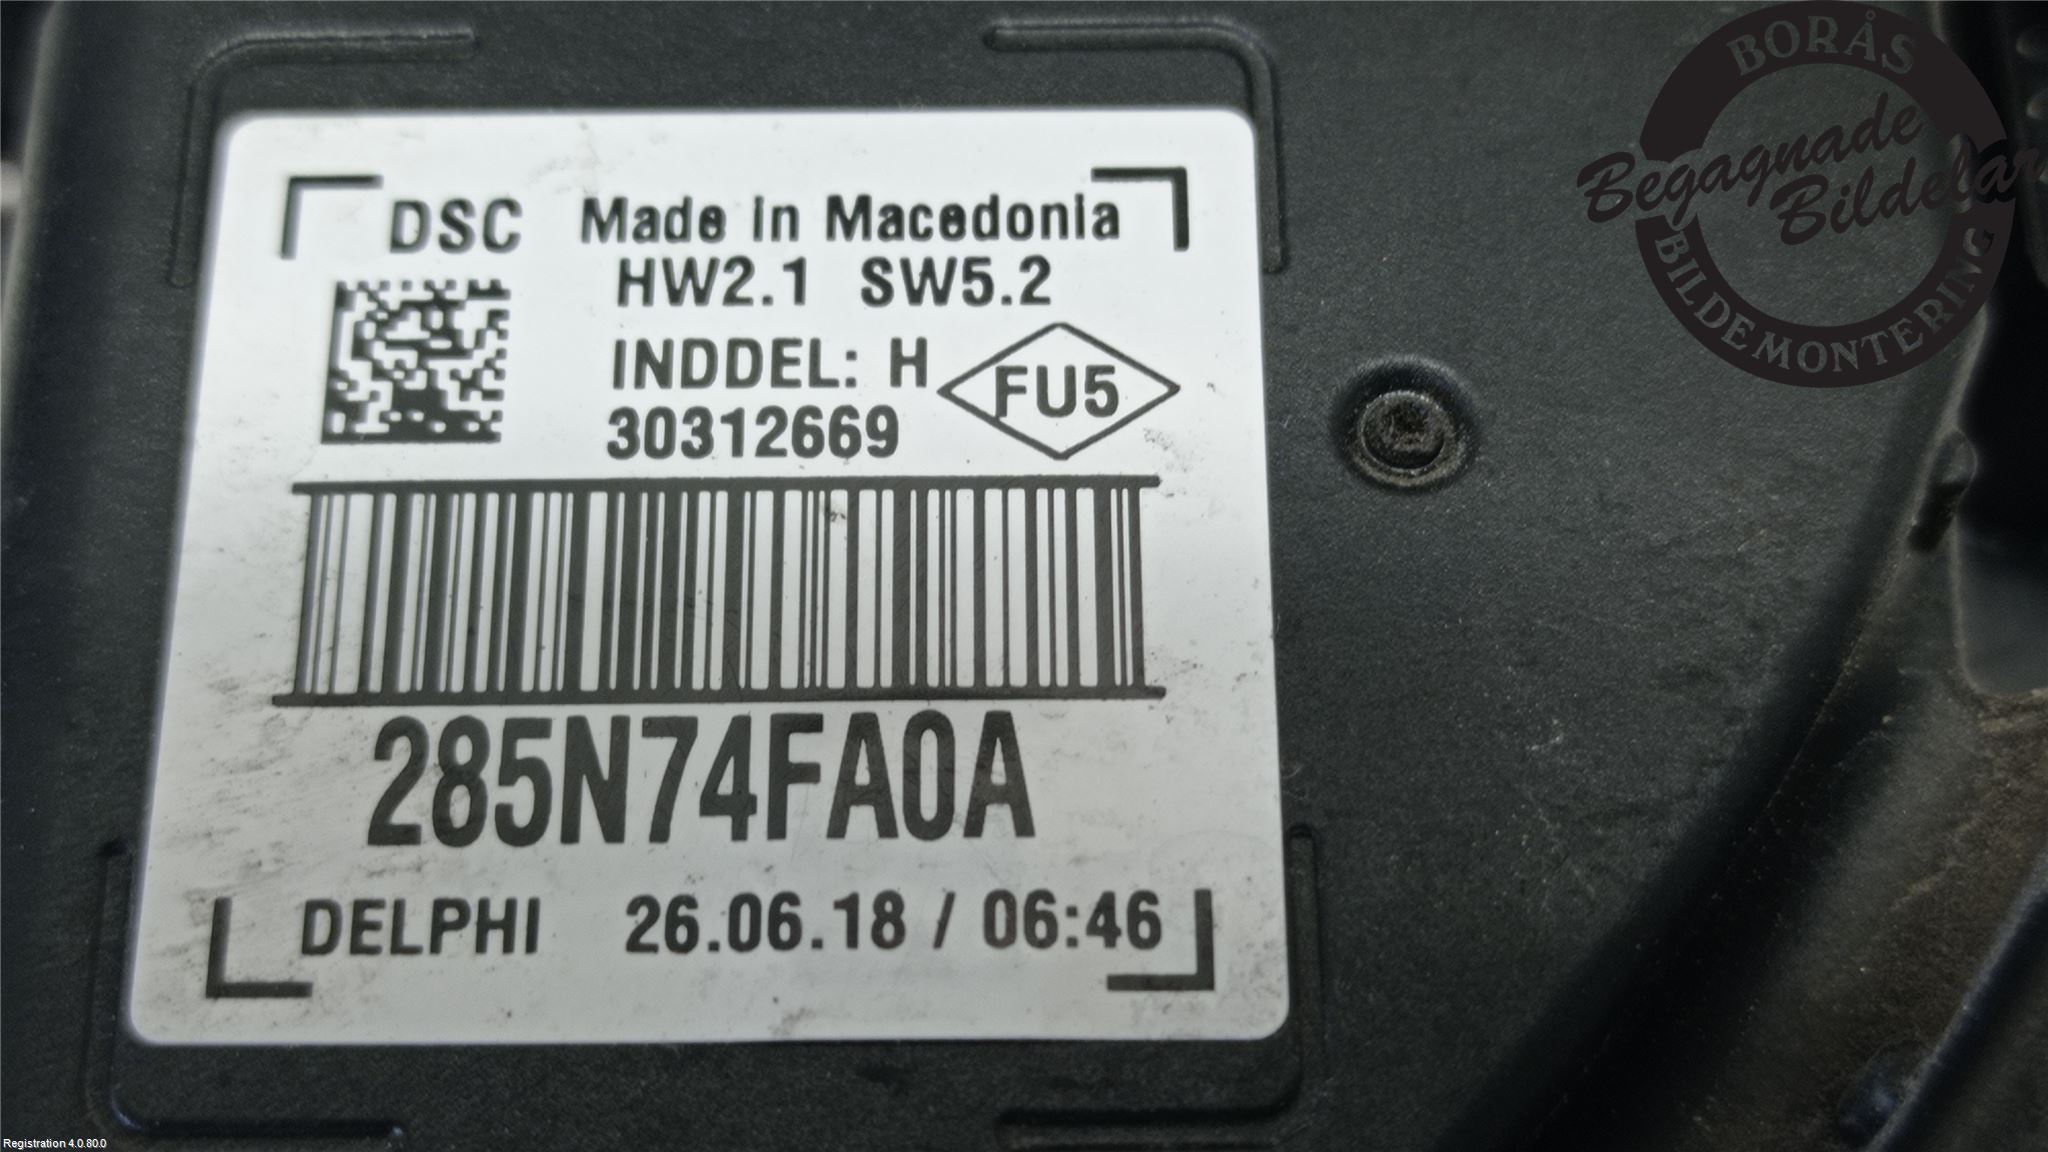 DSC Made in Macedonia
HW2.1 SW5.2
INDDEL: H
FU5
30312669
285N74FA0A
DELPHI 26.06.18 / 06:46
BORÅS
Begagnade
Bildelar
BILDEMONTERING
Registration 4.0.80.0